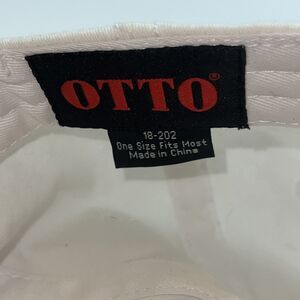 OTTO®
18-202
One Size Fits Most
Made in China